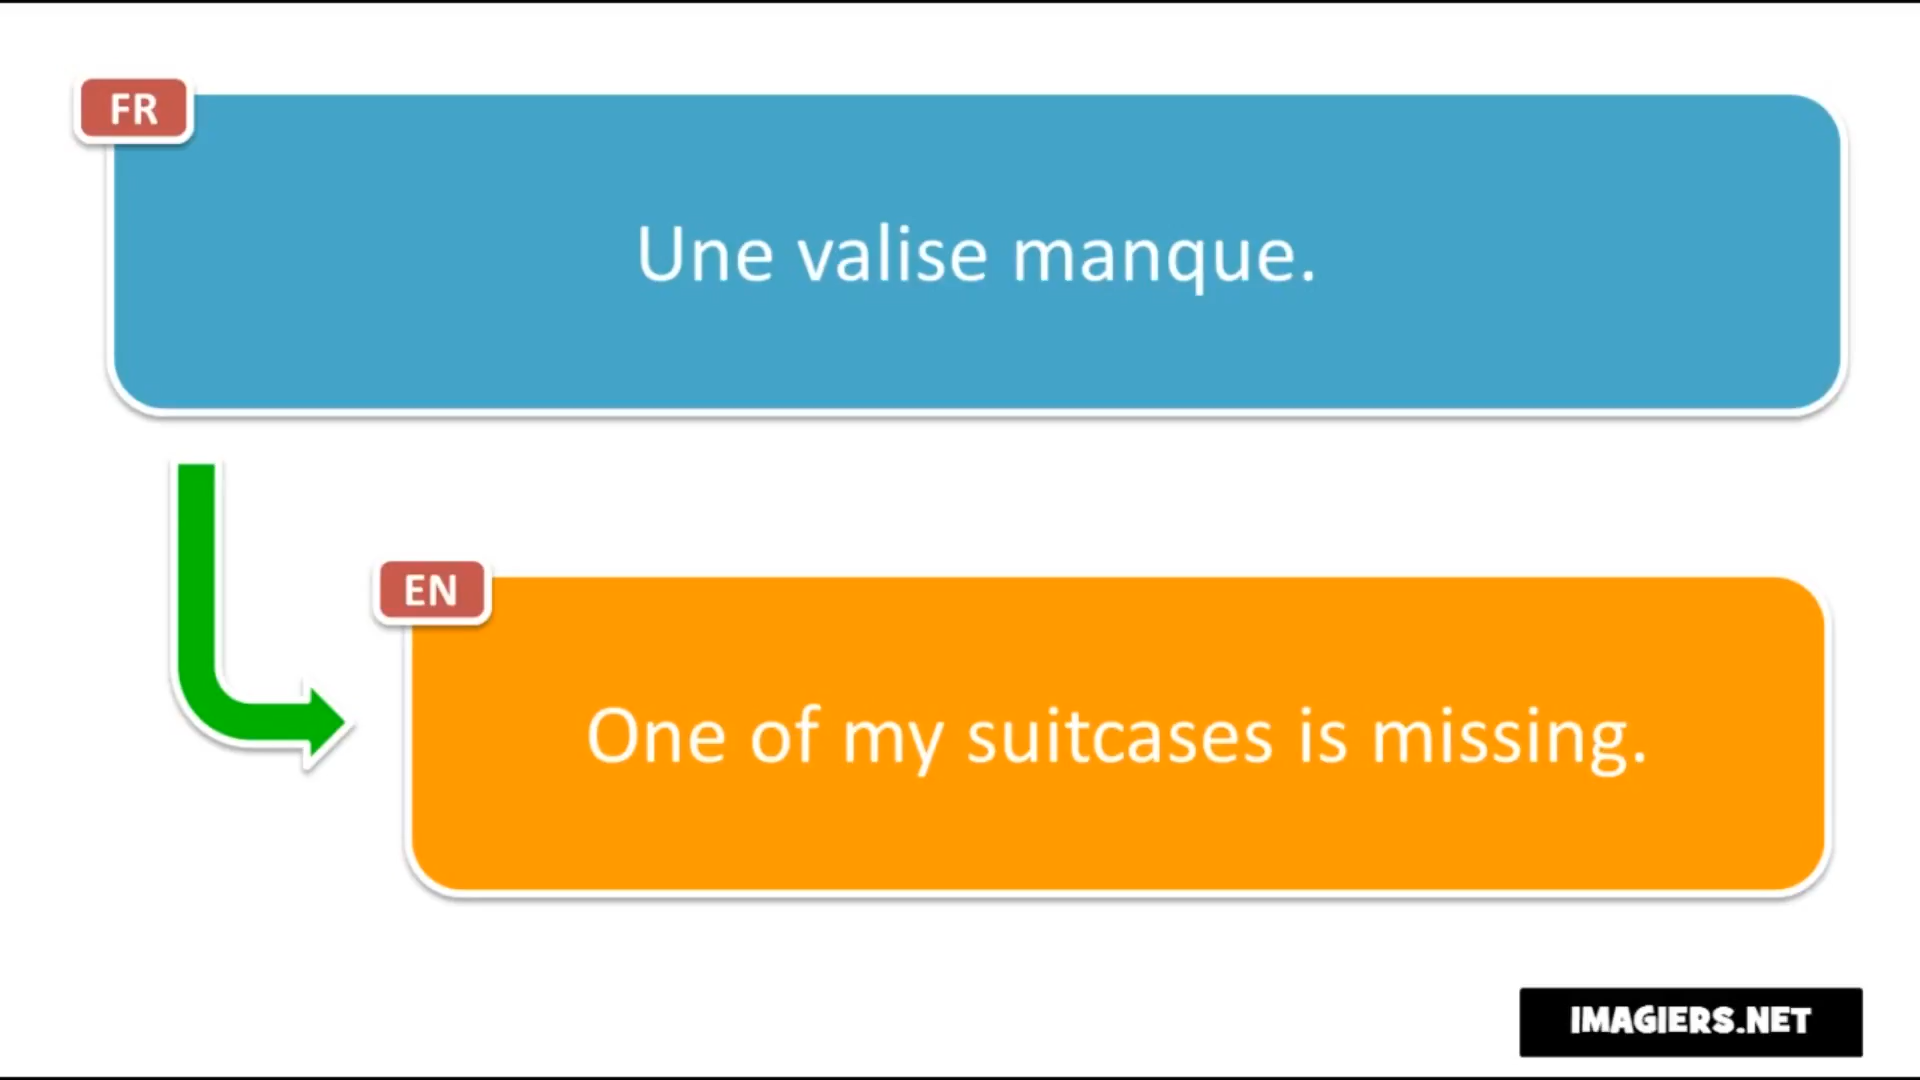 FR
Une valise manque.
EN
One of my suitcases is missing.
IMAGIERS.NET